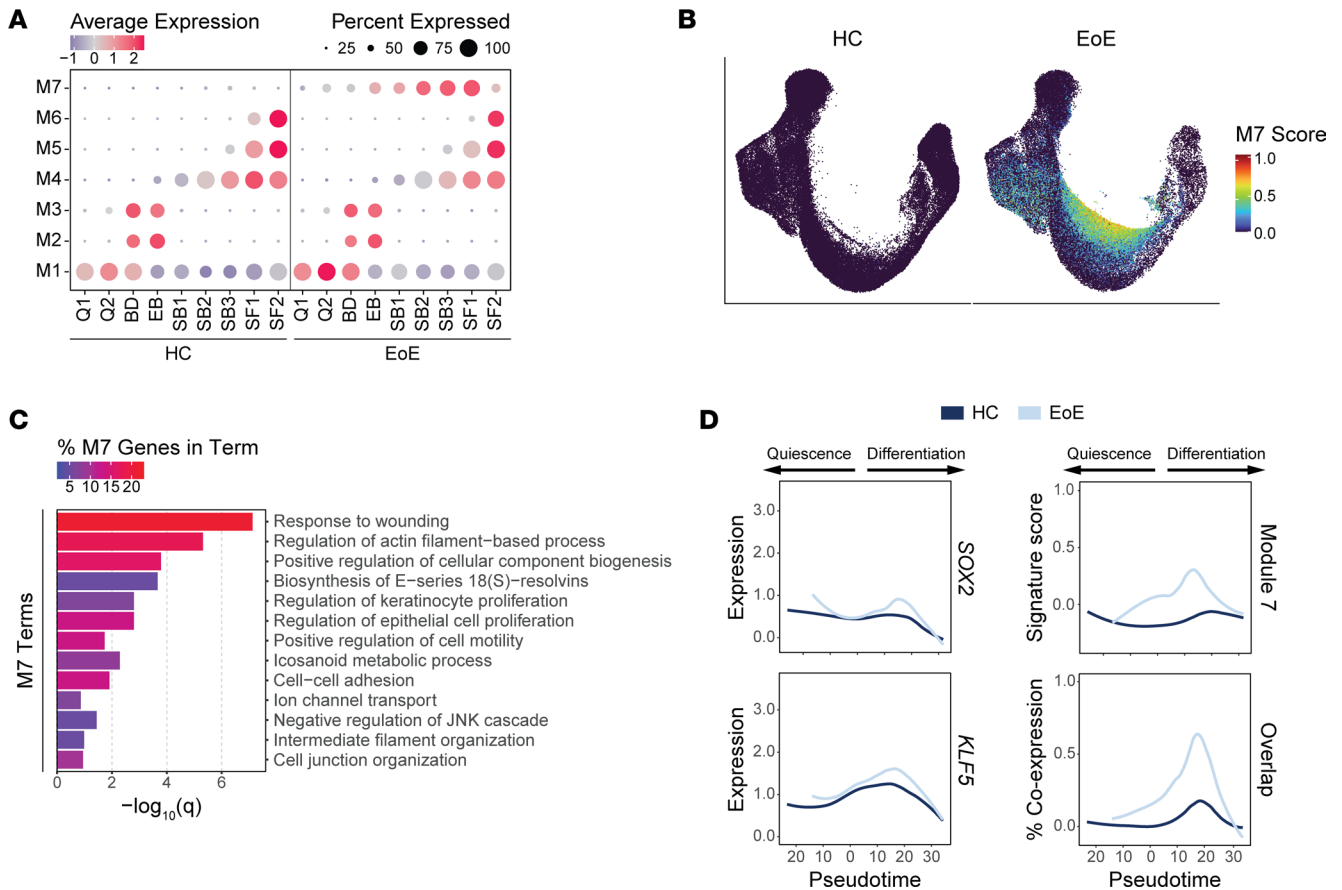 A
Average Expression
−1 0 1 2
Percent Expressed
25 50 75 100
M7
M6
M5
M4
M3
M2
M1
Q1 Q2 BD EB SB1 SB2 SB3 SF1 SF2 Q1 Q2 BD EB SB1 SB2 SB3 SF1 SF2
HC EoE
B
HC EoE
M7 Score
1.0
0.5
0.0
C
% M7 Genes in Term
5 10 15 20
M7 Terms
Response to wounding
Regulation of actin filament−based process
Positive regulation of cellular component biogenesis
Biosynthesis of E−series 18(S)−resolvins
Regulation of keratinocyte proliferation
Regulation of epithelial cell proliferation
Positive regulation of cell motility
Icosanoid metabolic process
Cell−cell adhesion
Ion channel transport
Negative regulation of JNK cascade
Intermediate filament organization
Cell junction organization
0 2 4 6
−log10(q)
D
HC EoE
Quiescence Differentiation
Expression
3.0
2.0
1.0
0.0
SOX2
Quiescence Differentiation
Signature score
1.0
0.5
0.0
Module 7
Expression
3.0
2.0
1.0
0.0
KLF5
20 10 0 10 20 30
Pseudotime
% Co-expression
1.0
0.5
0.0
Overlap
20 10 0 10 20 30
Pseudotime